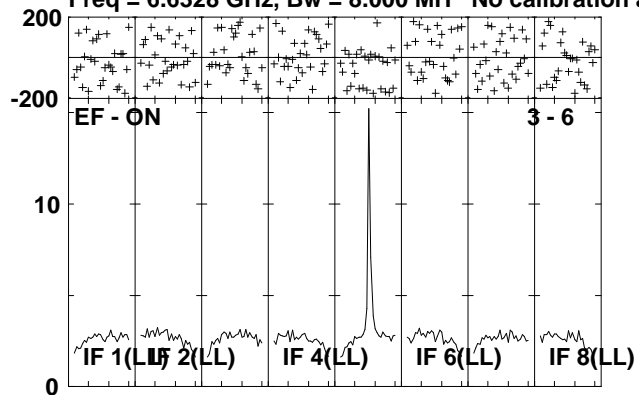 Freq = 6.6328 GHz, Bw = 8.000 MH No calibration a
200
-200
EF - ON 3 - 6
10
IF 1(LL) IF 2(LL) IF 4(LL) IF 6(LL) IF 8(LL)
0